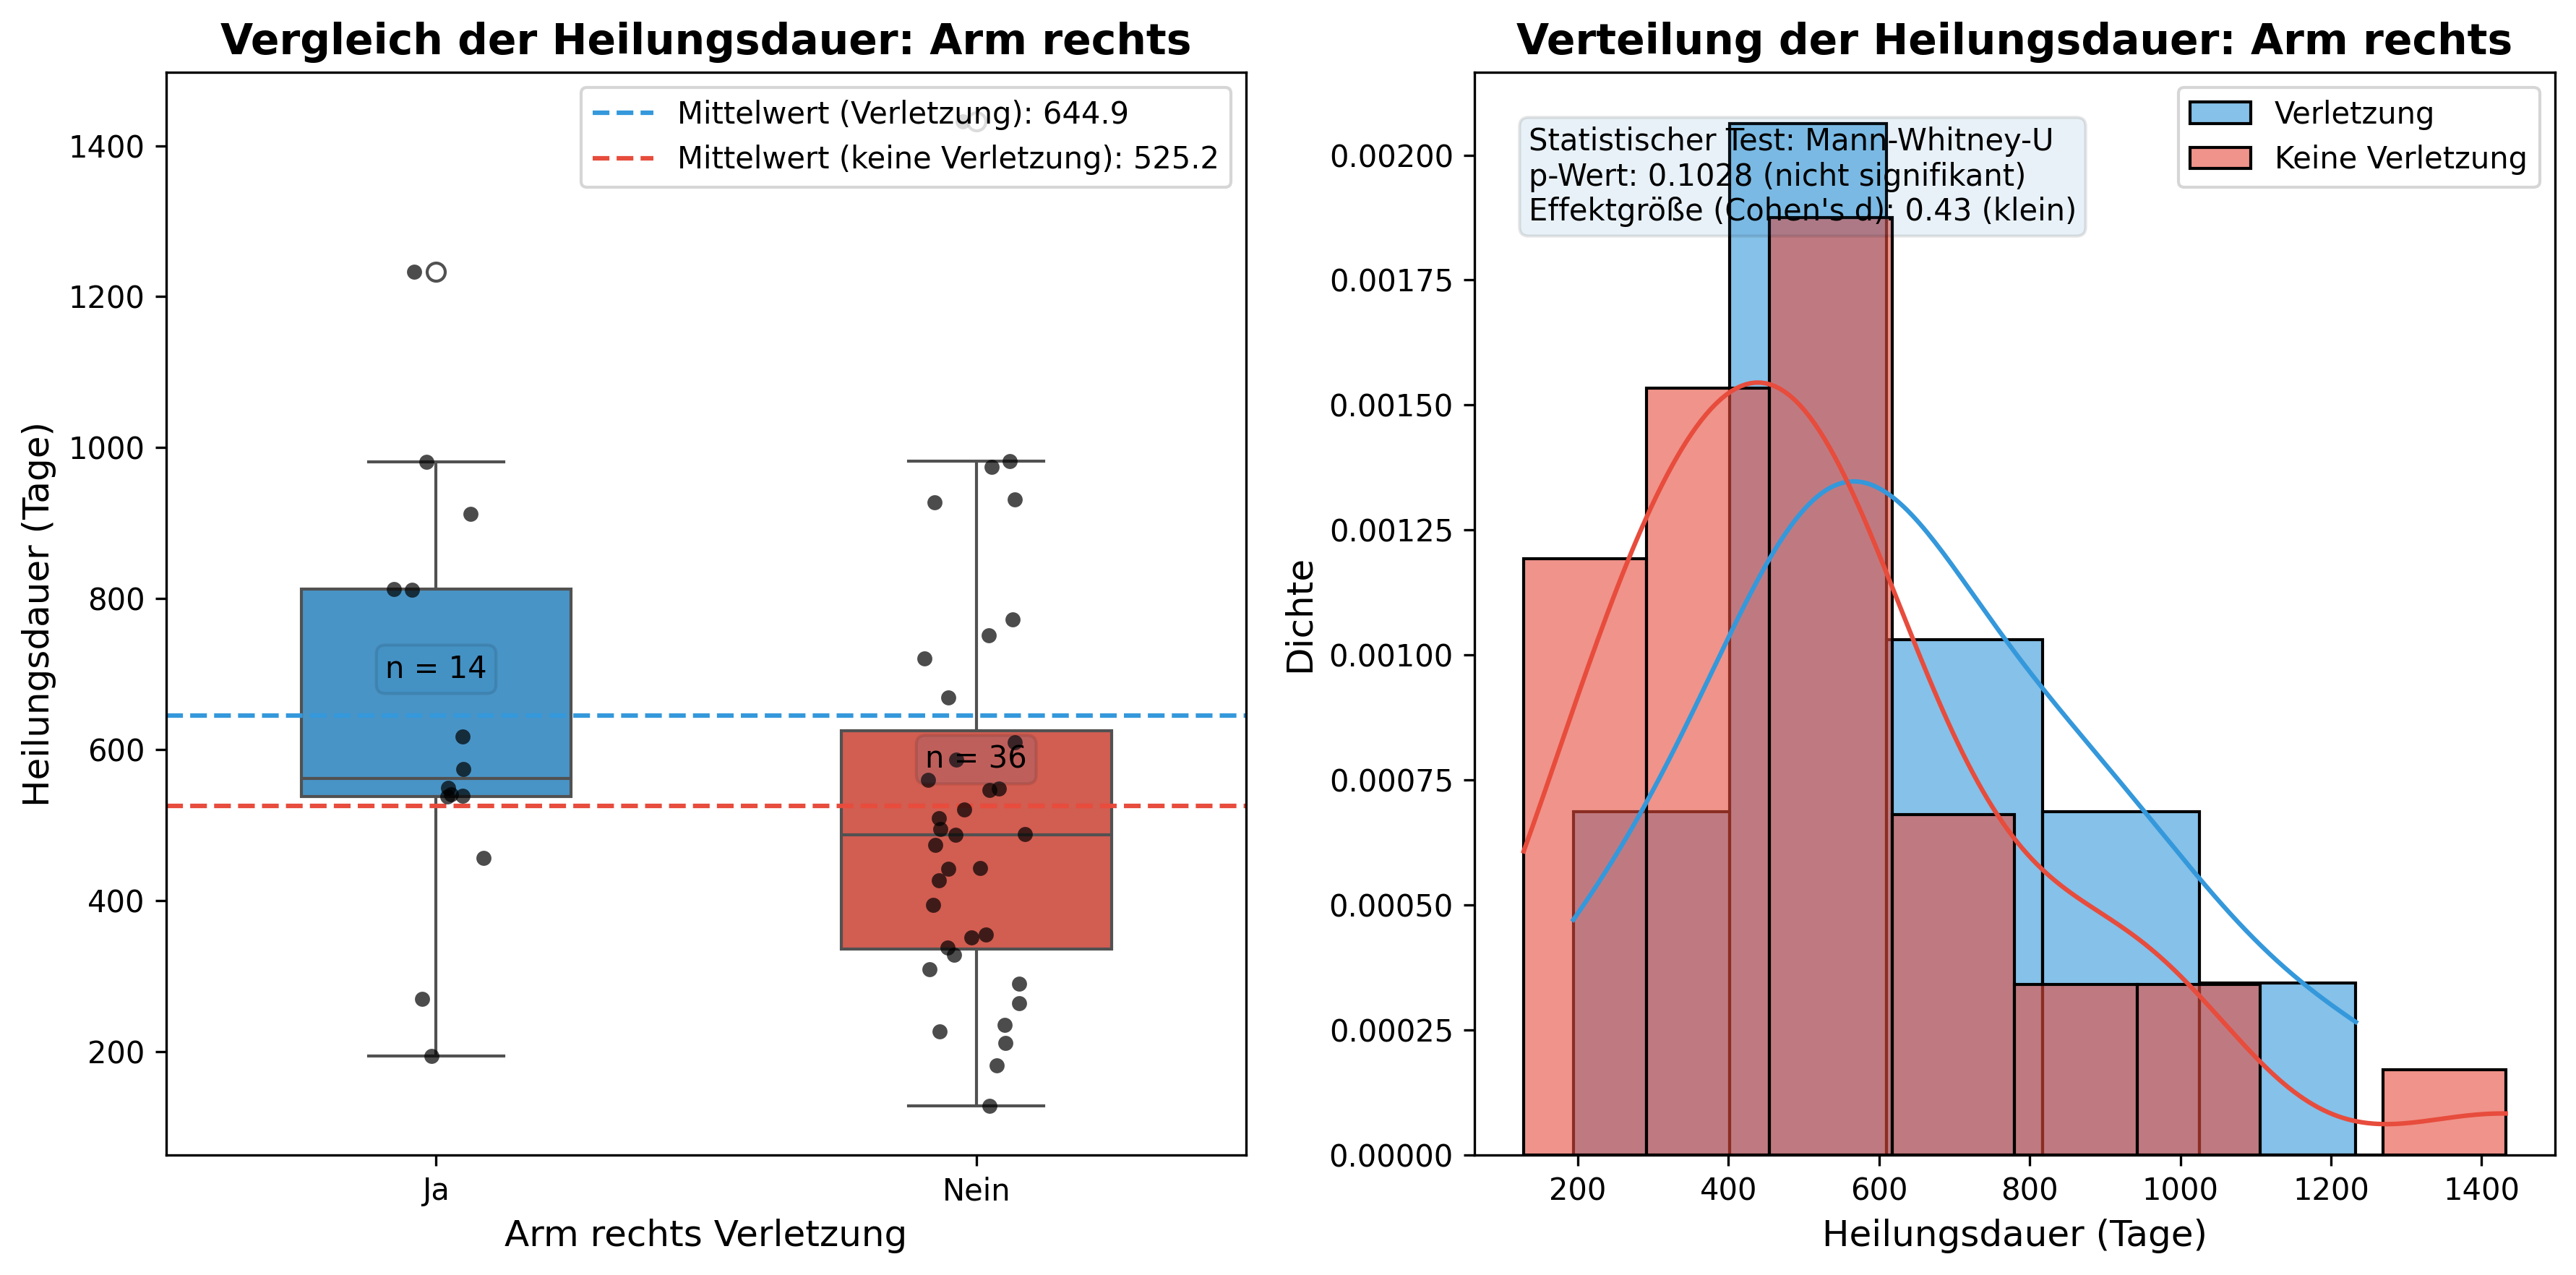 Vergleich der Heilungsdauer: Arm rechts
Mittelwert (Verletzung): 644.9
Mittelwert (keine Verletzung): 525.2
Heilungsdauer (Tage)
1400
1200
1000
800
600
400
200
n = 14
n = 36
Ja
Nein
Arm rechts Verletzung
Verteilung der Heilungsdauer: Arm rechts
Statistischer Test: Mann-Whitney-U
p-Wert: 0.1028 (nicht signifikant)
Effektgröße (Cohen's d): 0.43 (klein)
Verletzung
Keine Verletzung
Dichte
0.00200
0.00175
0.00150
0.00125
0.00100
0.00075
0.00050
0.00025
0.00000
200 400 600 800 1000 1200 1400
Heilungsdauer (Tage)